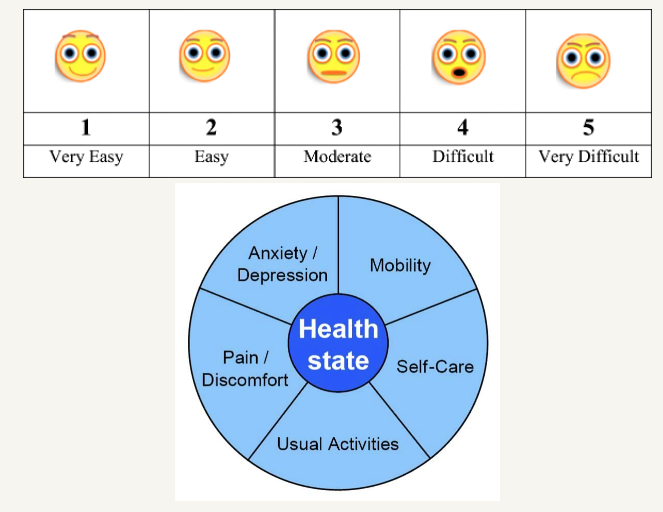 1 2 3 4 5
Very Easy Easy Moderate Difficult Very Difficult
Anxiety /
Depression
Mobility
Health
state
Pain /
Discomfort
Self-Care
Usual Activities